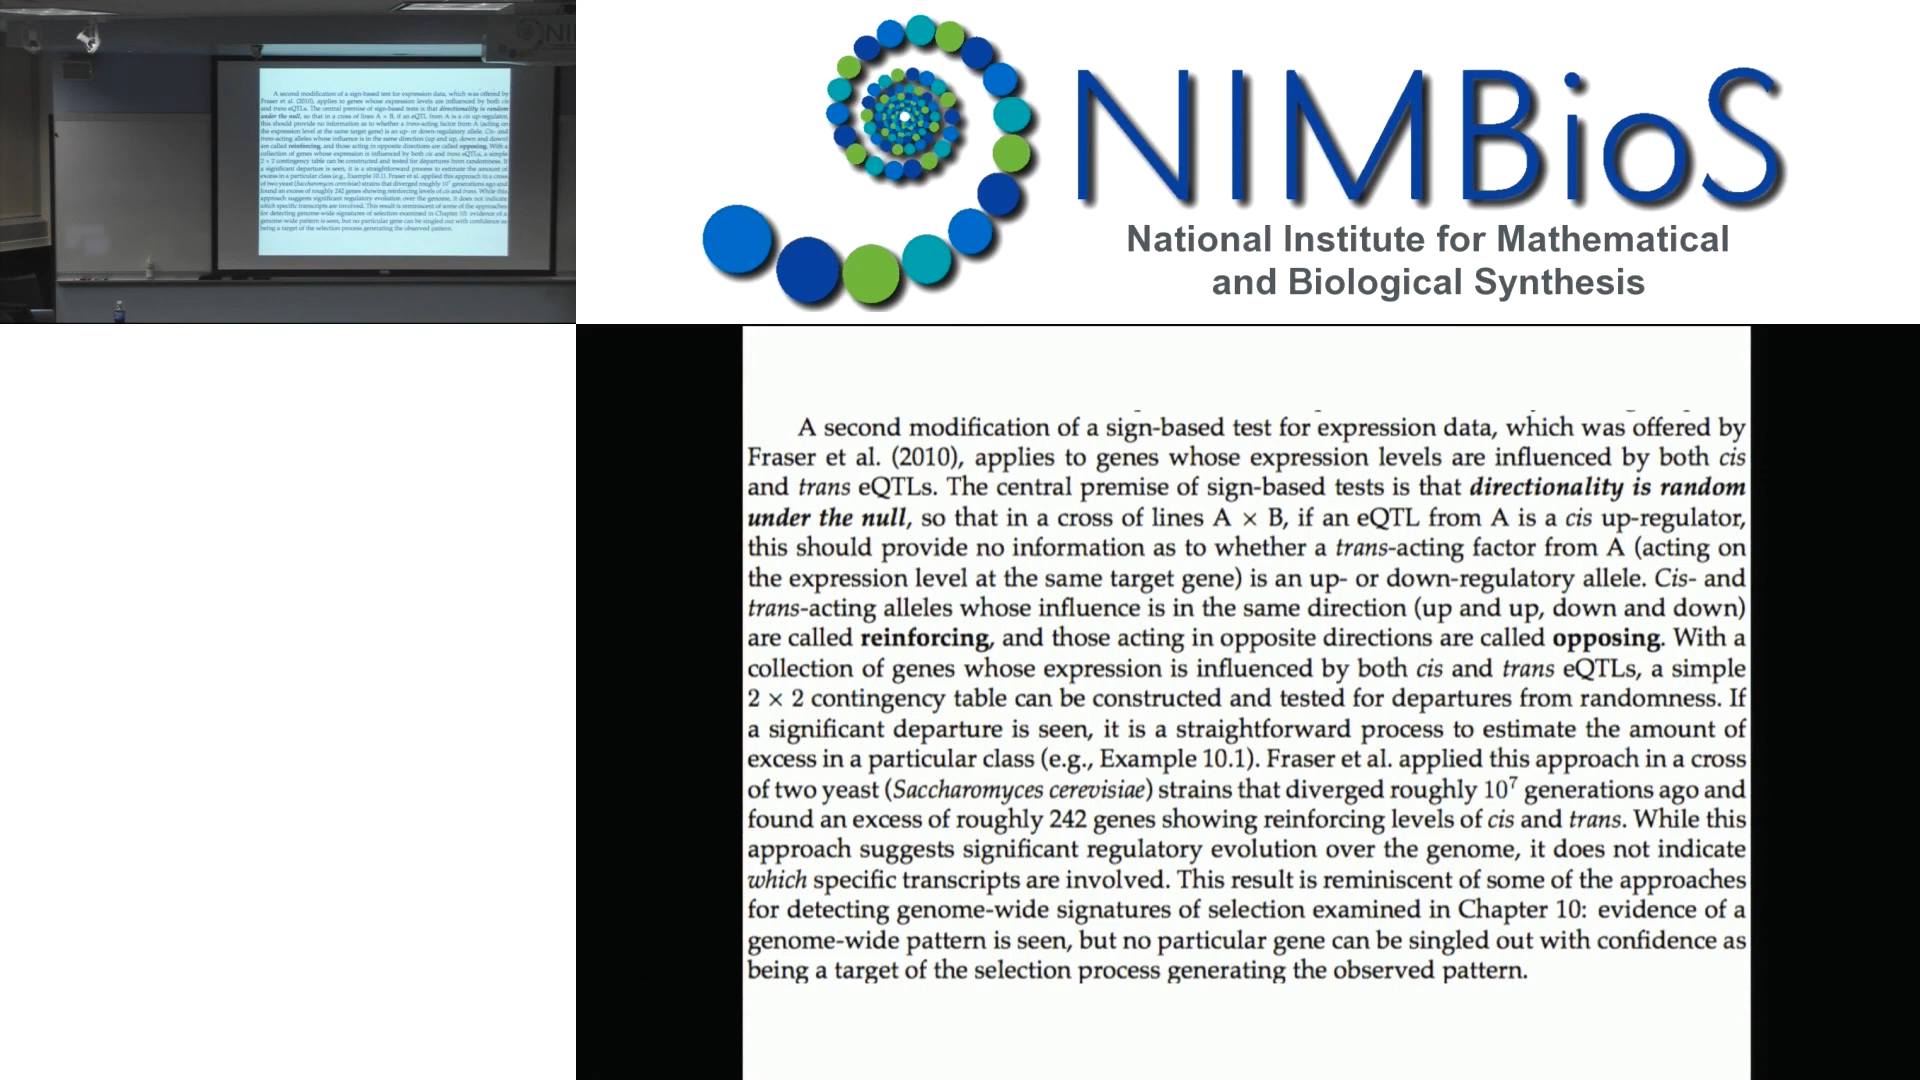 NIMBioS
National Institute for Mathematical
and Biological Synthesis
A second modification of a sign-based test for expression data, which was offered by
Fraser et al. (2010), applies to genes whose expression levels are influenced by both cis
and trans eQTLs. The central premise of sign-based tests is that directionality is random
under the null, so that in a cross of lines A × B, if an eQTL from A is a cis up-regulator,
this should provide no information as to whether a trans-acting factor from A (acting on
the expression level at the same target gene) is an up- or down-regulatory allele. Cis- and
trans-acting alleles whose influence is in the same direction (up and up, down and down)
are called reinforcing, and those acting in opposite directions are called opposing. With a
collection of genes whose expression is influenced by both cis and trans eQTLs, a simple
2 × 2 contingency table can be constructed and tested for departures from randomness. If
a significant departure is seen, it is a straightforward process to estimate the amount of
excess in a particular class (e.g., Example 10.1). Fraser et al. applied this approach in a cross
of two yeast (Saccharomyces cerevisiae) strains that diverged roughly 10⁷ generations ago and
found an excess of roughly 242 genes showing reinforcing levels of cis and trans. While this
approach suggests significant regulatory evolution over the genome, it does not indicate
which specific transcripts are involved. This result is reminiscent of some of the approaches
for detecting genome-wide signatures of selection examined in Chapter 10: evidence of a
genome-wide pattern is seen, but no particular gene can be singled out with confidence as
being a target of the selection process generating the observed pattern.